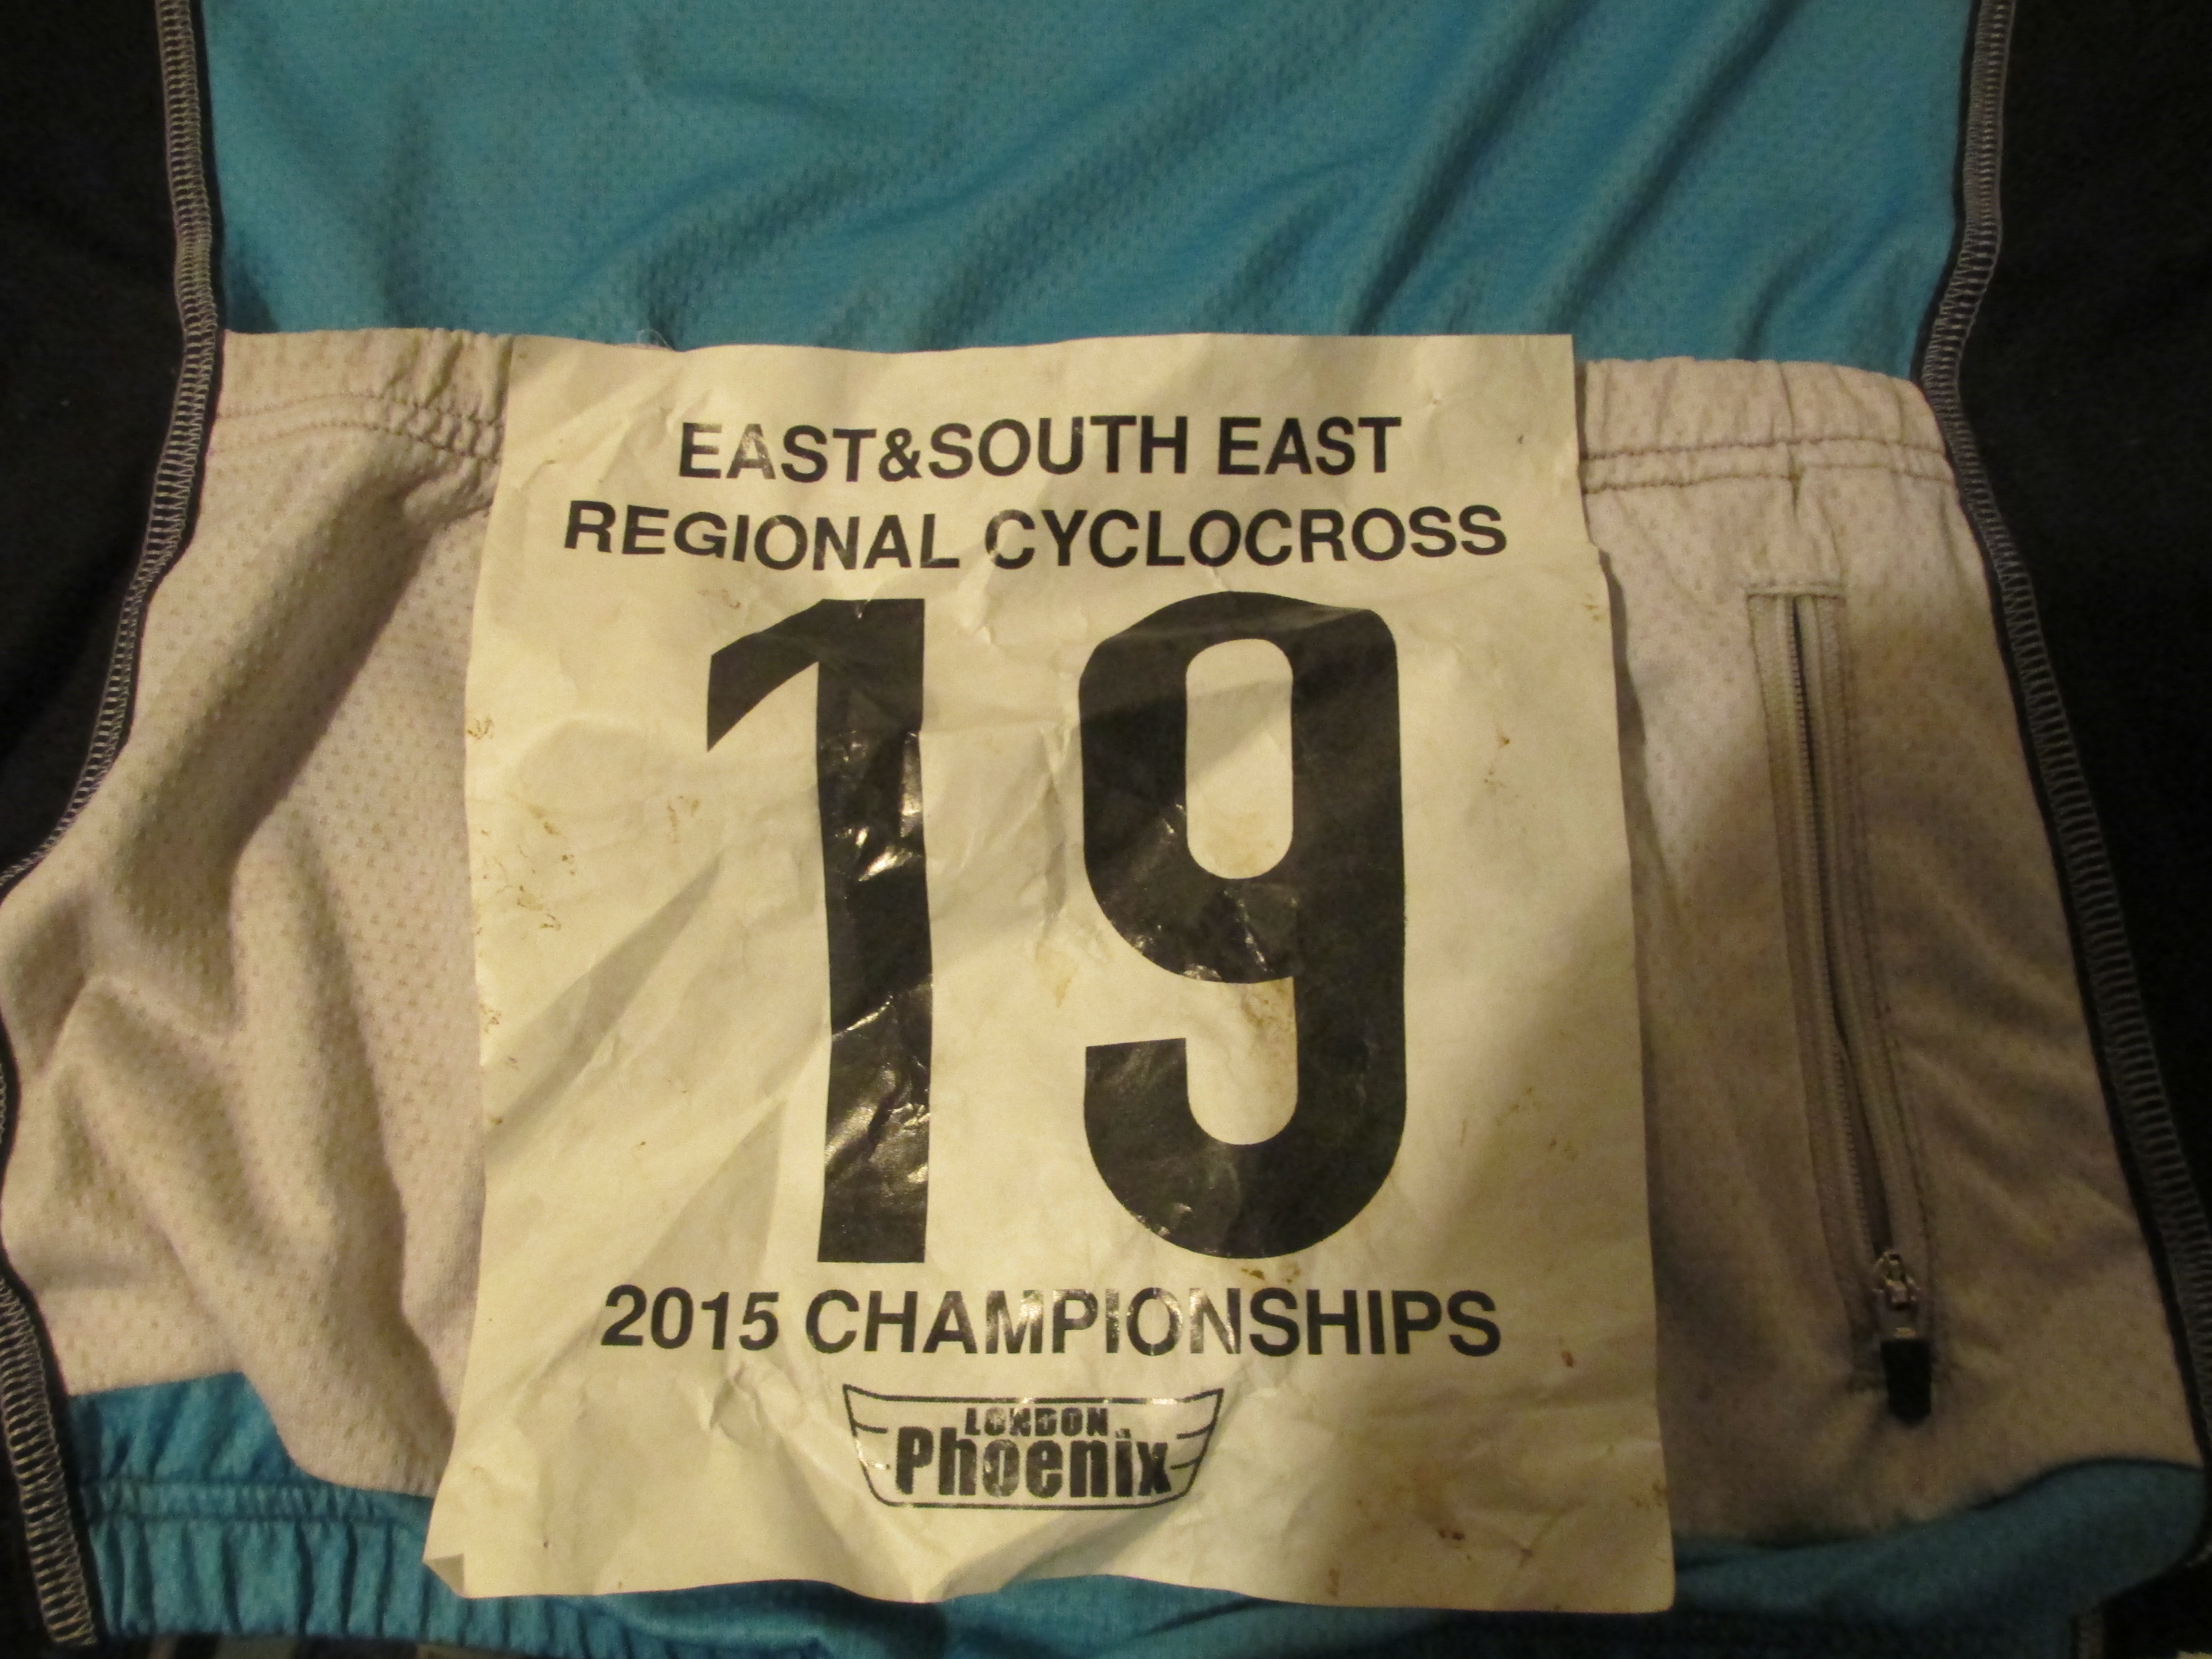 EAST&SOUTH EAST
REGIONAL CYCLOCROSS
19
2015 CHAMPIONSHIPS
LONDON
Phoenix